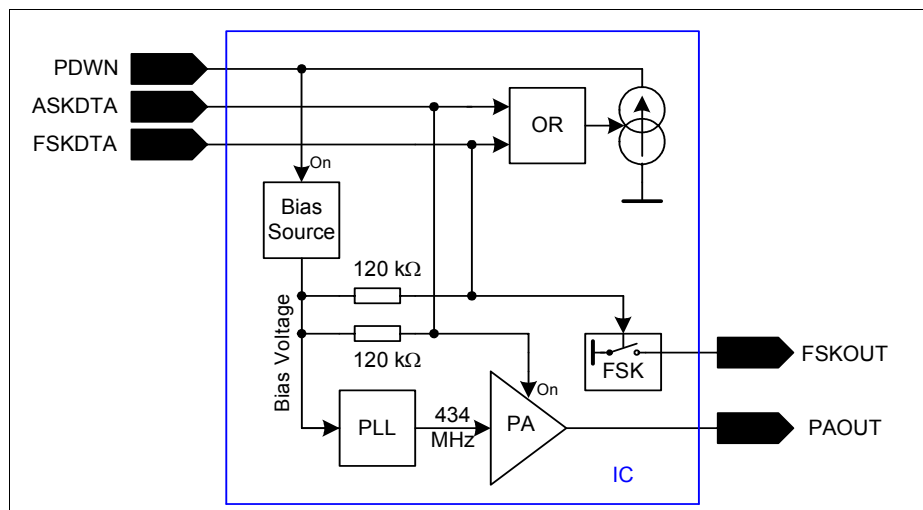 PDWN
ASKDTA
FSKDTA
OR
On
Bias
Source
120 kΩ
Bias Voltage
120 kΩ
FSK
FSKOUT
On
PLL
434
MHz
PA
PAOUT
IC